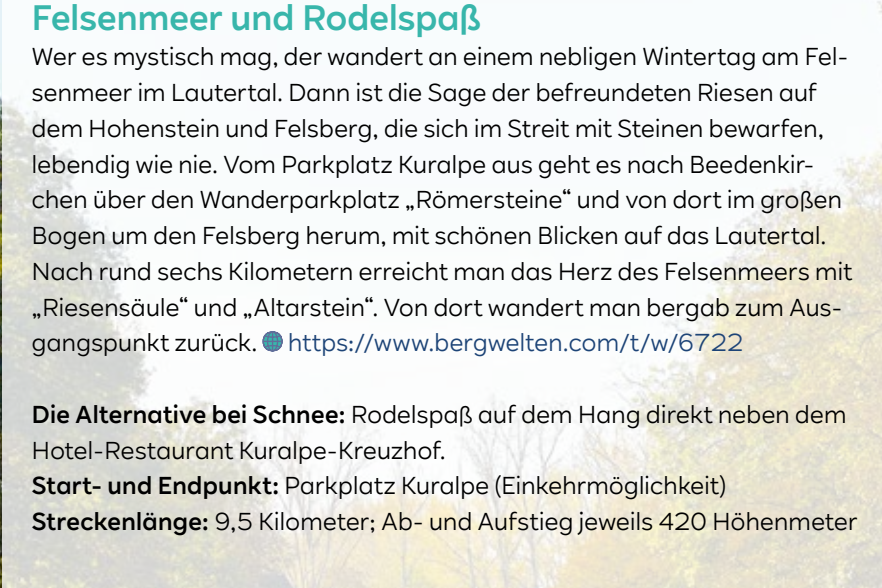 Felsenmeer und Rodelspaß
Wer es mystisch mag, der wandert an einem nebligen Wintertag am Fel-
senmeer im Lautertal. Dann ist die Sage der befreundeten Riesen auf
dem Hohenstein und Felsberg, die sich im Streit mit Steinen bewarfen,
lebendig wie nie. Vom Parkplatz Kuralpe aus geht es nach Beedenkir-
chen über den Wanderparkplatz „Römersteine“ und von dort im großen
Bogen um den Felsberg herum, mit schönen Blicken auf das Lautertal.
Nach rund sechs Kilometern erreicht man das Herz des Felsenmeers mit
„Riesensäule“ und „Altarstein“. Von dort wandert man bergab zum Aus-
gangspunkt zurück. https://www.bergwelten.com/t/w/6722
Die Alternative bei Schnee: Rodelspaß auf dem Hang direkt neben dem
Hotel-Restaurant Kuralpe-Kreuzhof.
Start- und Endpunkt: Parkplatz Kuralpe (Einkehrmöglichkeit)
Streckenlänge: 9,5 Kilometer; Ab- und Aufstieg jeweils 420 Höhenmeter